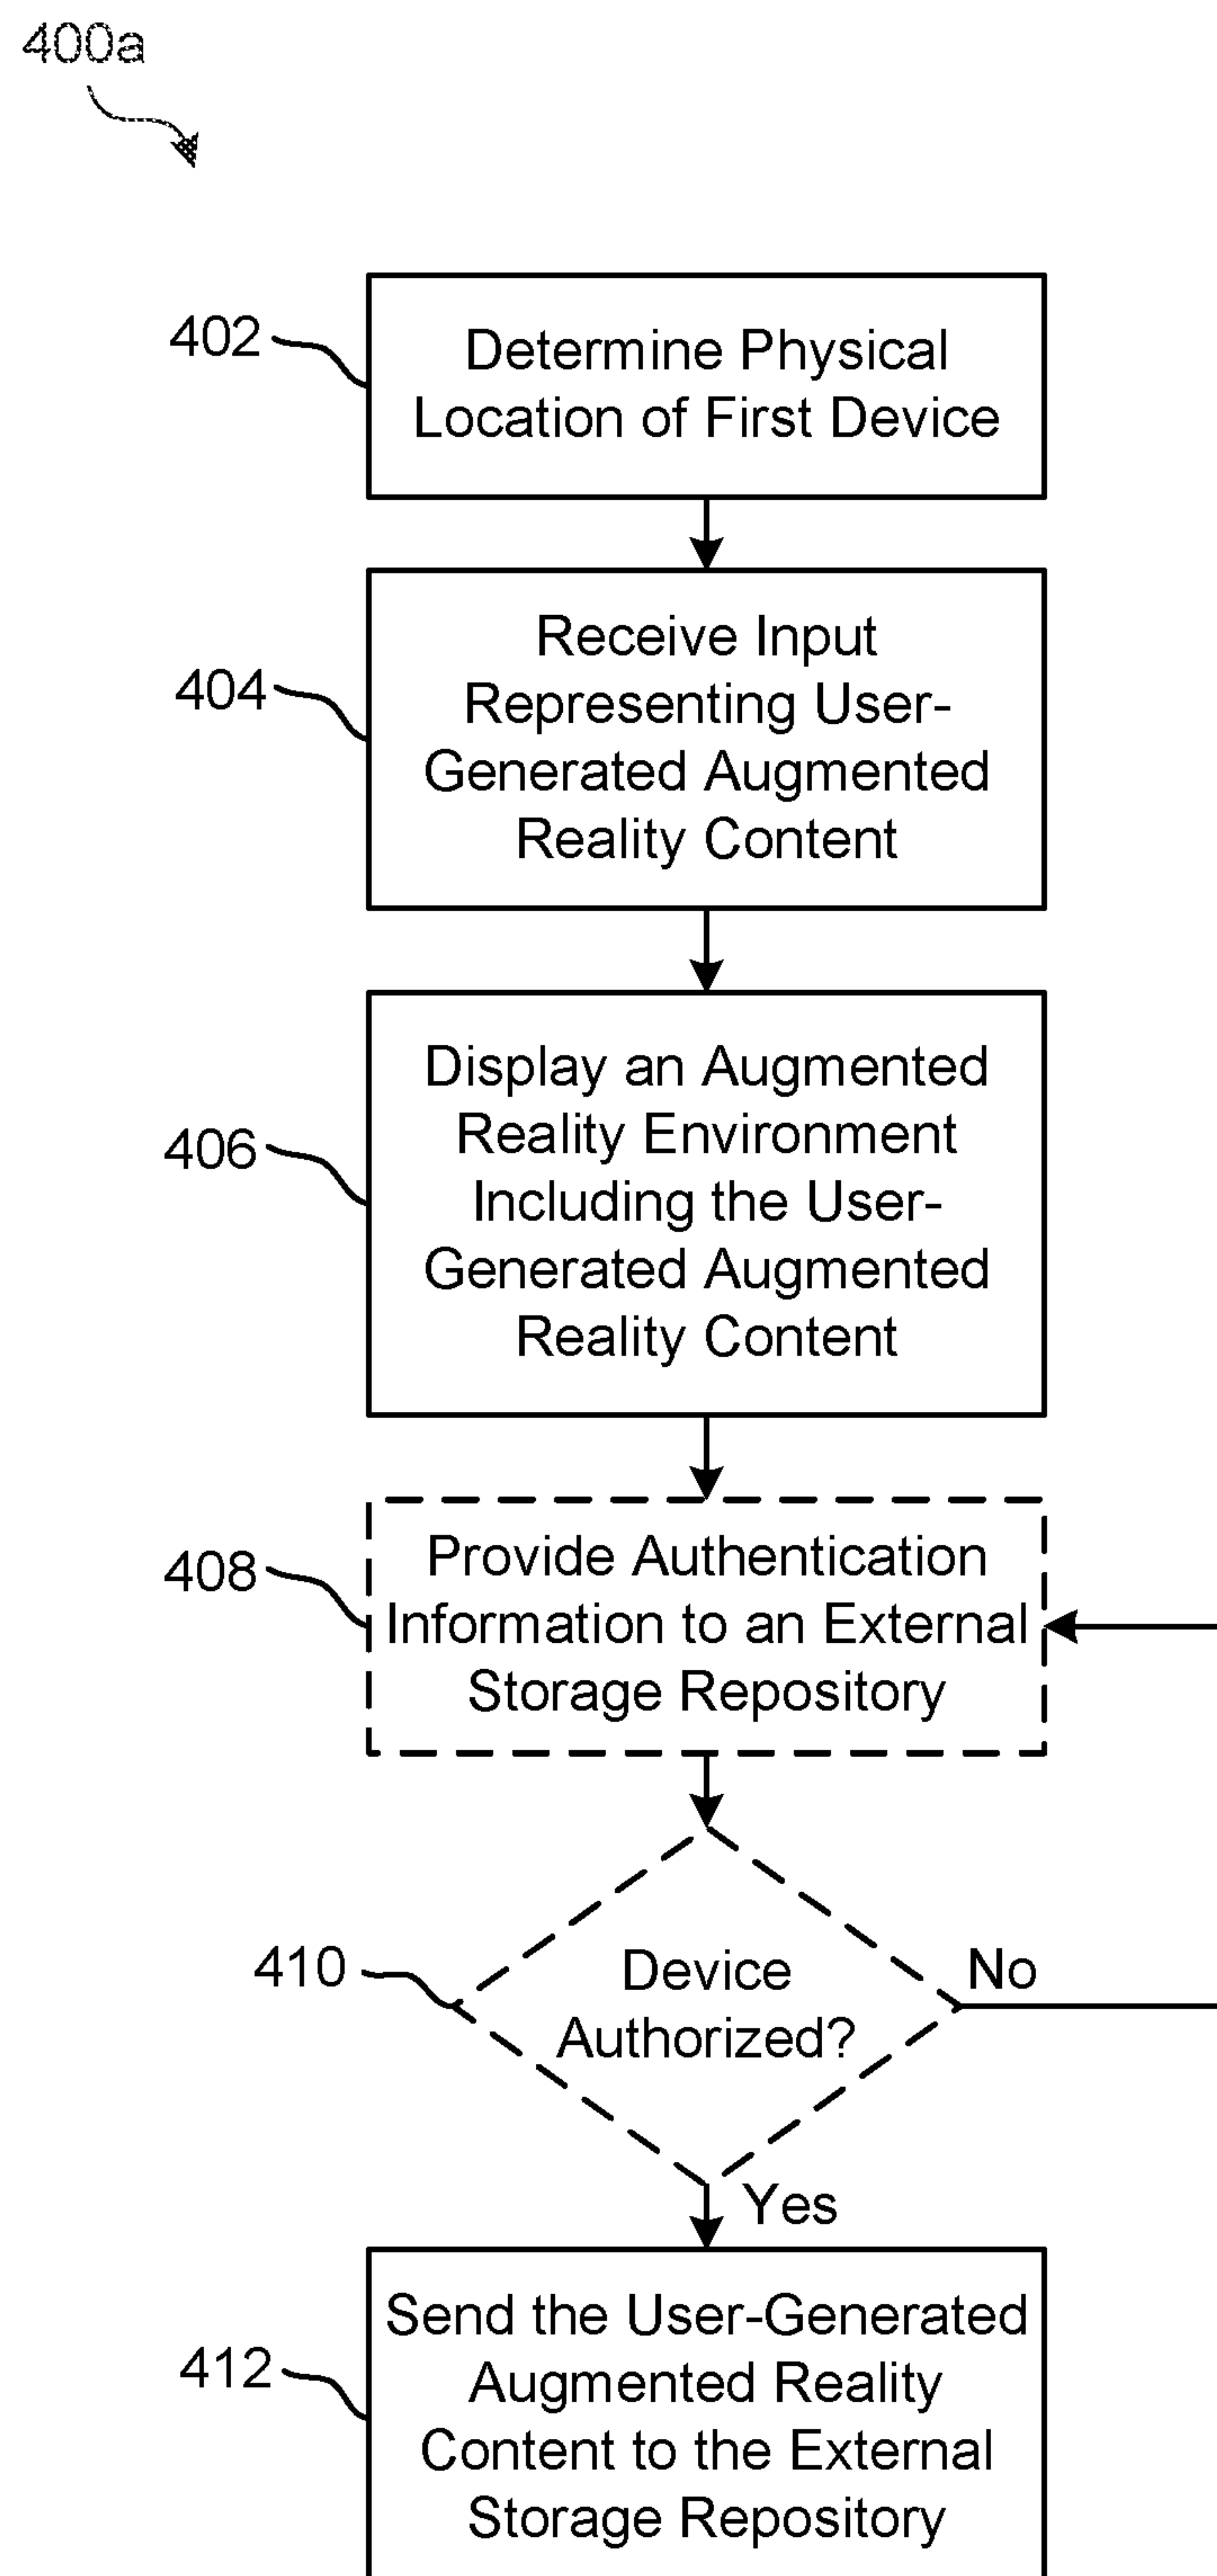 400a
402
Determine Physical
Location of First Device
404
Receive Input
Representing User-
Generated Augmented
Reality Content
406
Display an Augmented
Reality Environment
Including the User-
Generated Augmented
Reality Content
408
Provide Authentication
Information to an External
Storage Repository
410
Device
Authorized?
No
Yes
412
Send the User-Generated
Augmented Reality
Content to the External
Storage Repository